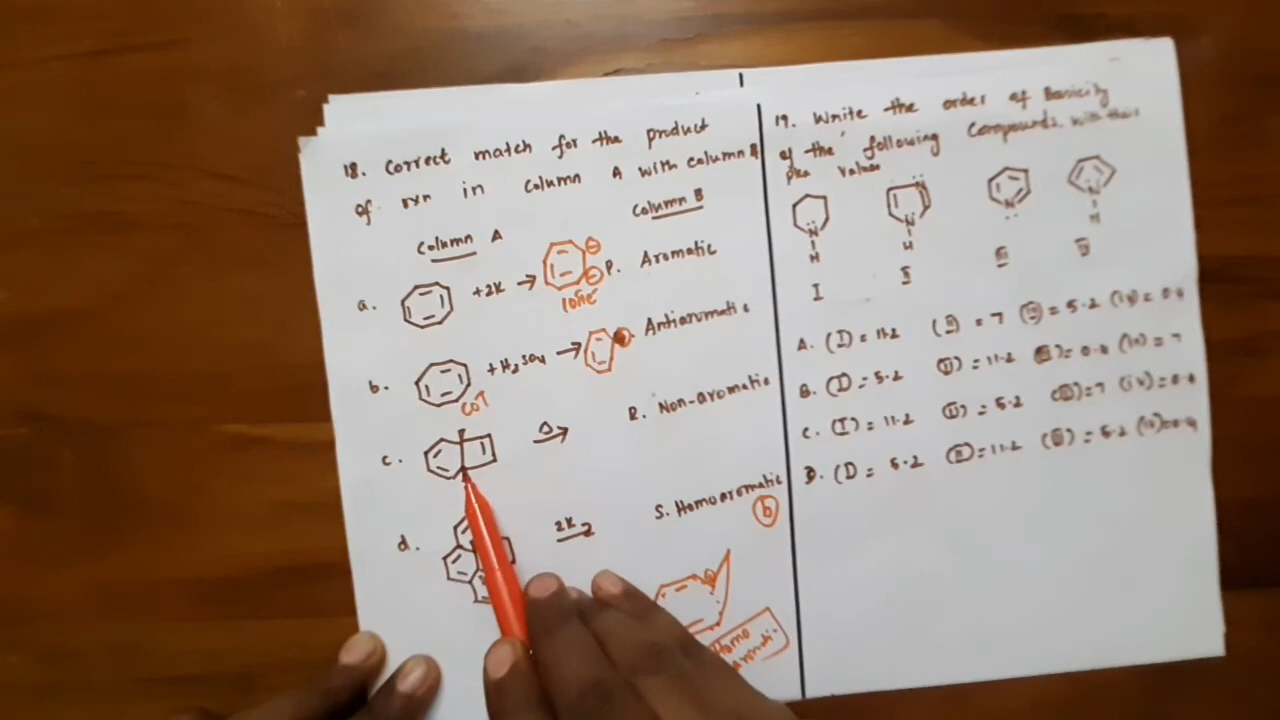 18. Correct match for the product
of rxn in Column A with column B
Column A
Column B
a. +2K → P. Aromatic
10πe⁻
b. +H₂SO₄ → Antiaromatic
COT
c. Δ → R. Non-aromatic
d. 2K → S. Homoaromatic
b
Homo
19. Write the order of Basicity
of the following Compounds with their
pka values
N
H
I
N
N
H
II
N
III
N
H
IV
A. (I) = 11.2 (II) = 7 (III) = 5.2 (IV) = 0.4
B. (I) = 5.2 (II) = 11.2 (III) = 0.4 (IV) = 7
C. (I) = 11.2 (II) = 5.2 (III) = 7 (IV) = 0.4
D. (I) = 5.2 (II) = 11.2 (III) = 5.2 (IV) = 0.4